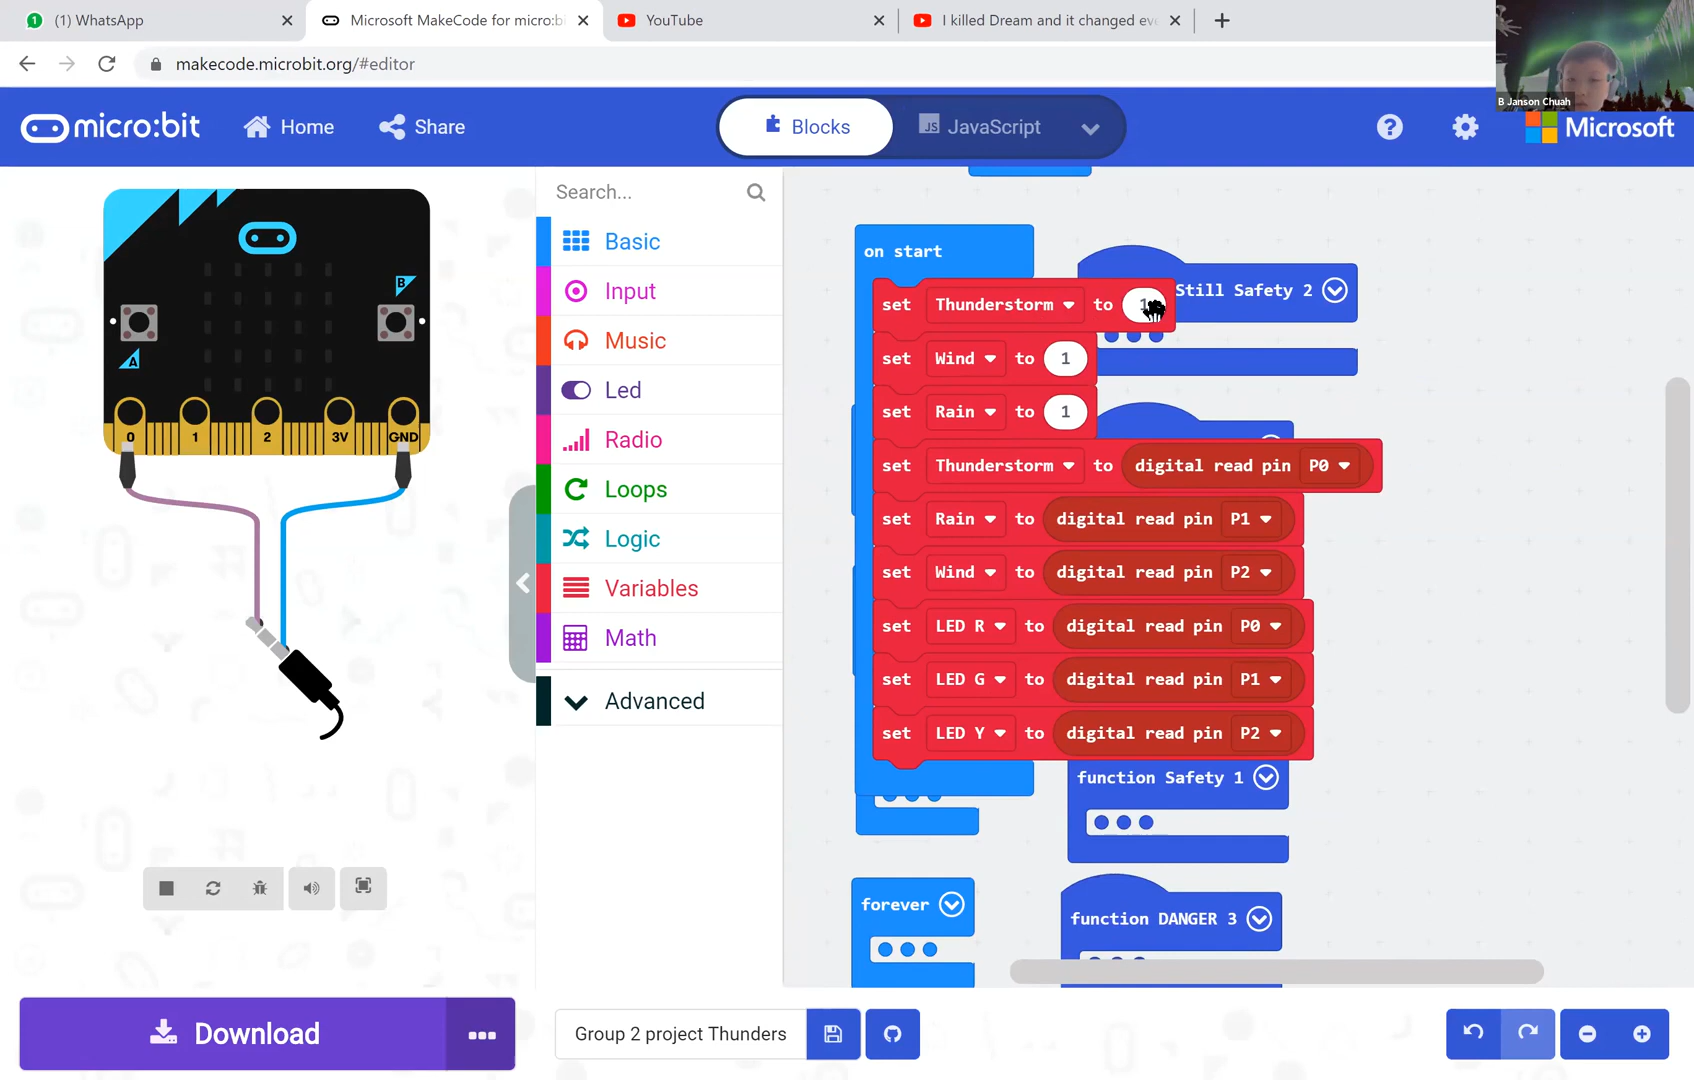 (1) WhatsApp
Microsoft MakeCode for micro:bi
YouTube
I killed Dream and it changed eve
makecode.microbit.org/#editor
B Janson Chuah
micro:bit
Home
Share
Blocks
JS JavaScript
?
Microsoft
A
B
0
1
2
3V
GND
Search...
Basic
Input
Music
Led
Radio
Loops
Logic
Variables
Math
Advanced
on start
set Thunderstorm to 1
set Wind to 1
set Rain to 1
set Thunderstorm to digital read pin P0
set Rain to digital read pin P1
set Wind to digital read pin P2
set LED R to digital read pin P0
set LED G to digital read pin P1
set LED Y to digital read pin P2
Still Safety 2
function Safety 1
forever
function DANGER 3
Download
...
Group 2 project Thunders